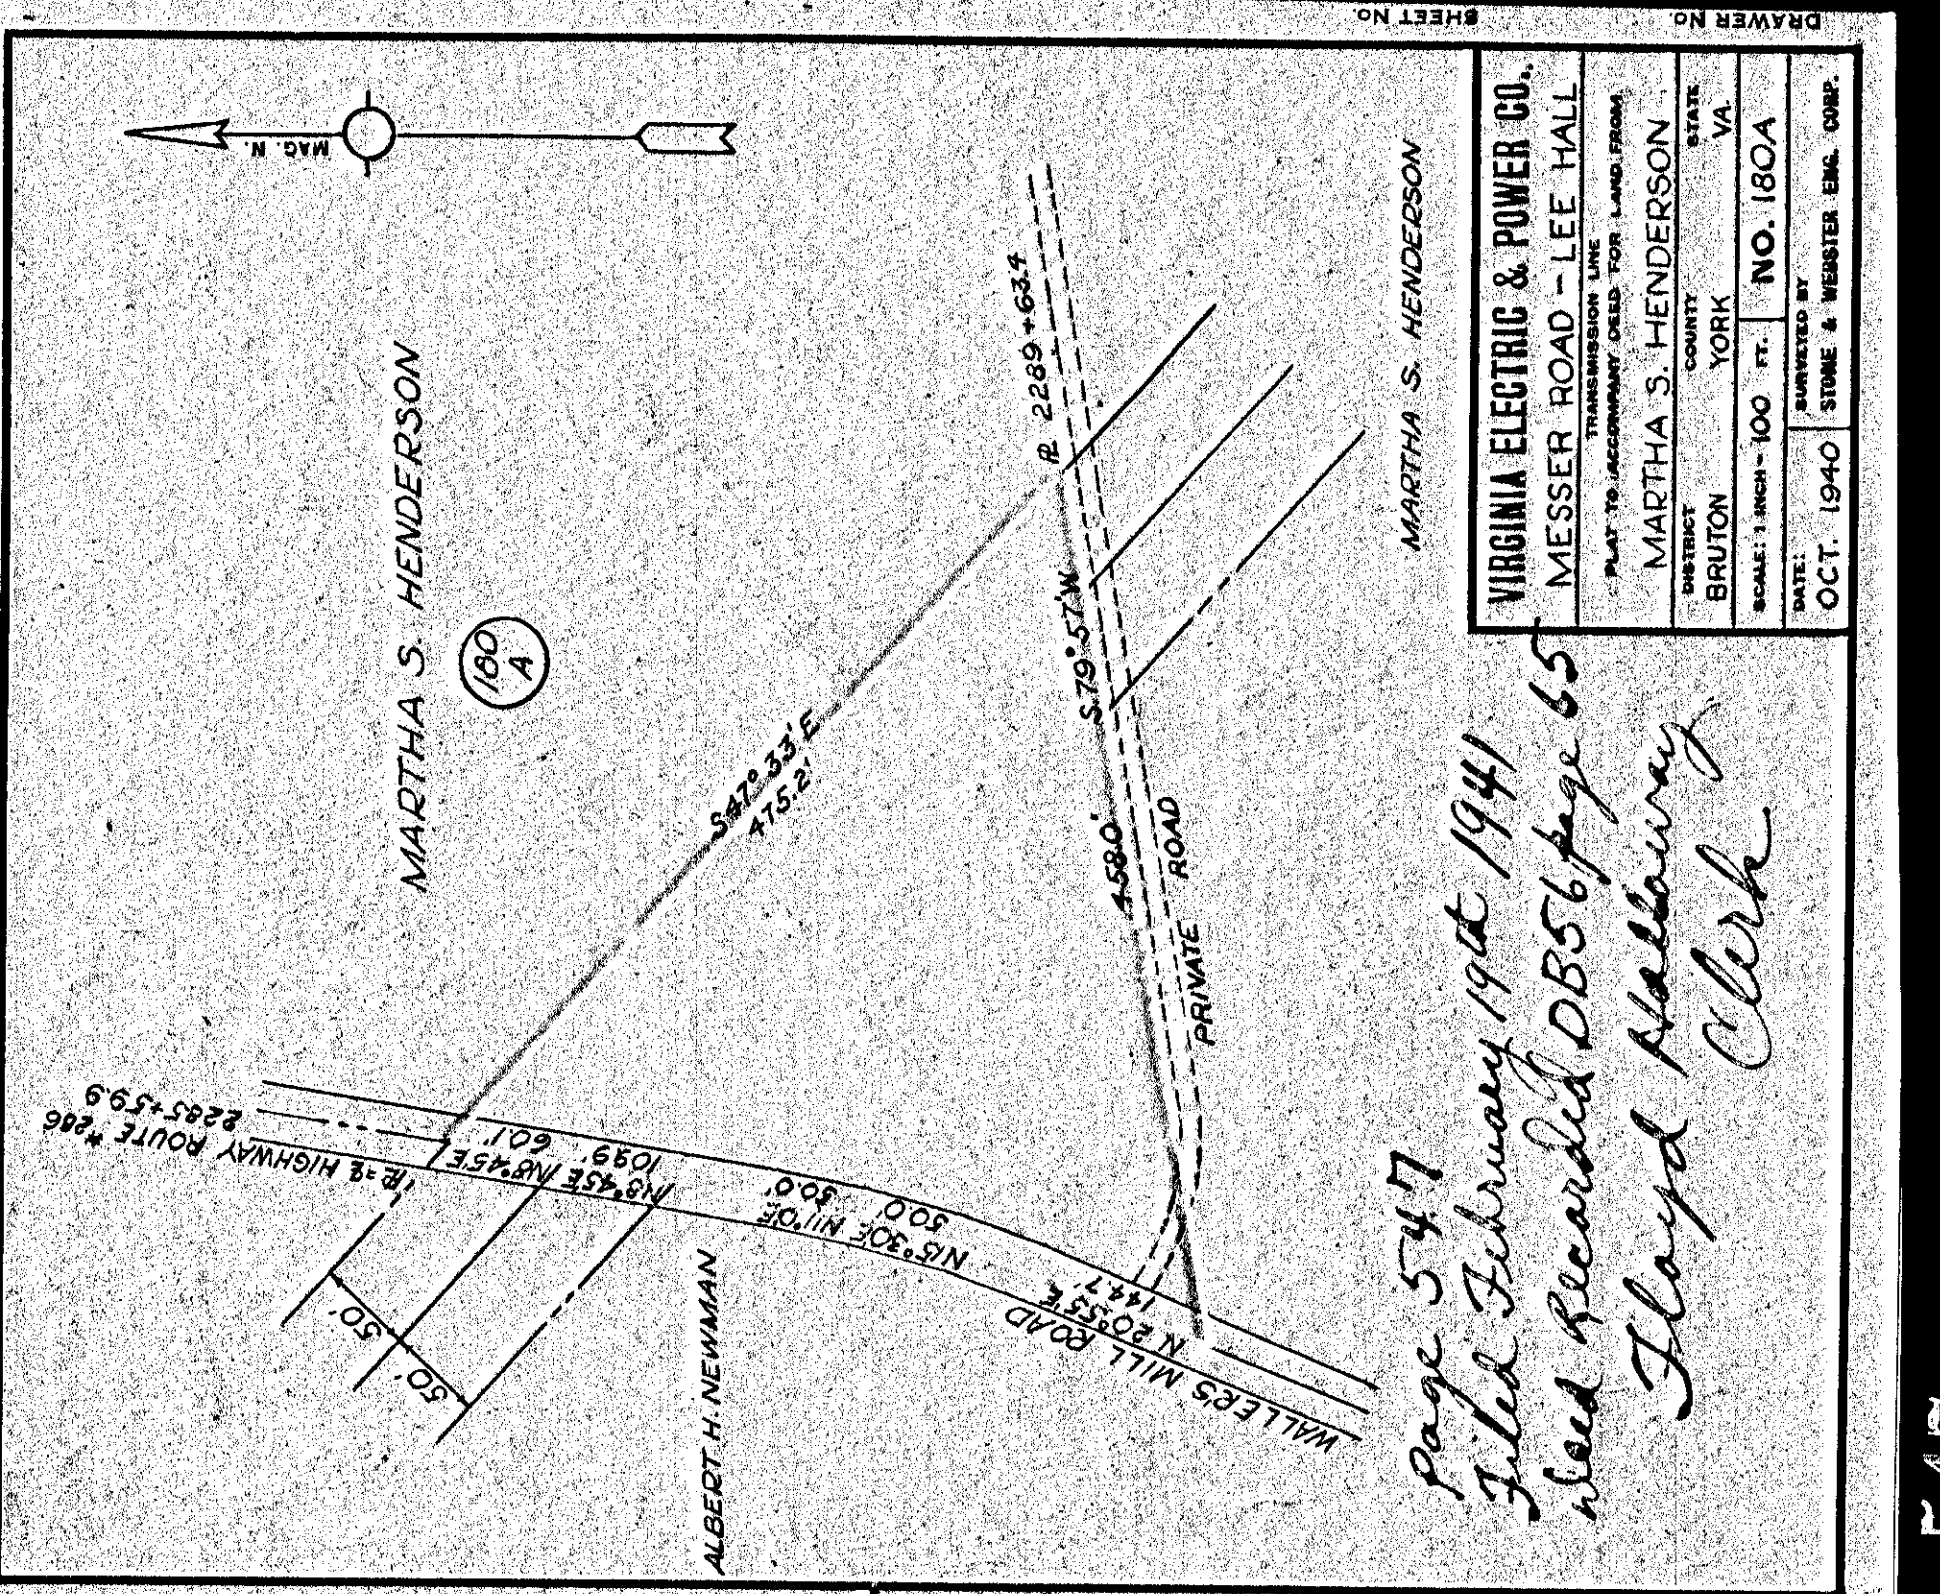 SHEET No.
DRAWER No.
MAG. N.
MARTHA S. HENDERSON
180
A
S 47° 33' E
475.2'
2289 + 63.4
S. 79° 57' W
458.0'
PRIVATE ROAD
MARTHA S. HENDERSON
HIGHWAY ROUTE #286
2285+59.9
N8°45'E
60.1'
N8°45'E
109.9'
N11°0'E
50.0'
N15°30'E
50.0'
N 20°55'E
144.7'
WALLER'S MILL ROAD
50'
50'
ALBERT H. NEWMAN
VIRGINIA ELECTRIC & POWER CO.
MESSER ROAD - LEE HALL
TRANSMISSION LINE
PLAT TO ACCOMPANY DEED FOR LAND FROM
MARTHA S. HENDERSON
DISTRICT COUNTY STATE
BRUTON YORK VA.
SCALE: 1 INCH = 100 FT. NO. 180A
DATE: SURVEYED BY
OCT. 1940 STONE & WEBSTER ENG. CORP.
Page 547
Filed February 19th 1941
Deed Recorded DB56 page 65
Floyd Holloway
Clerk